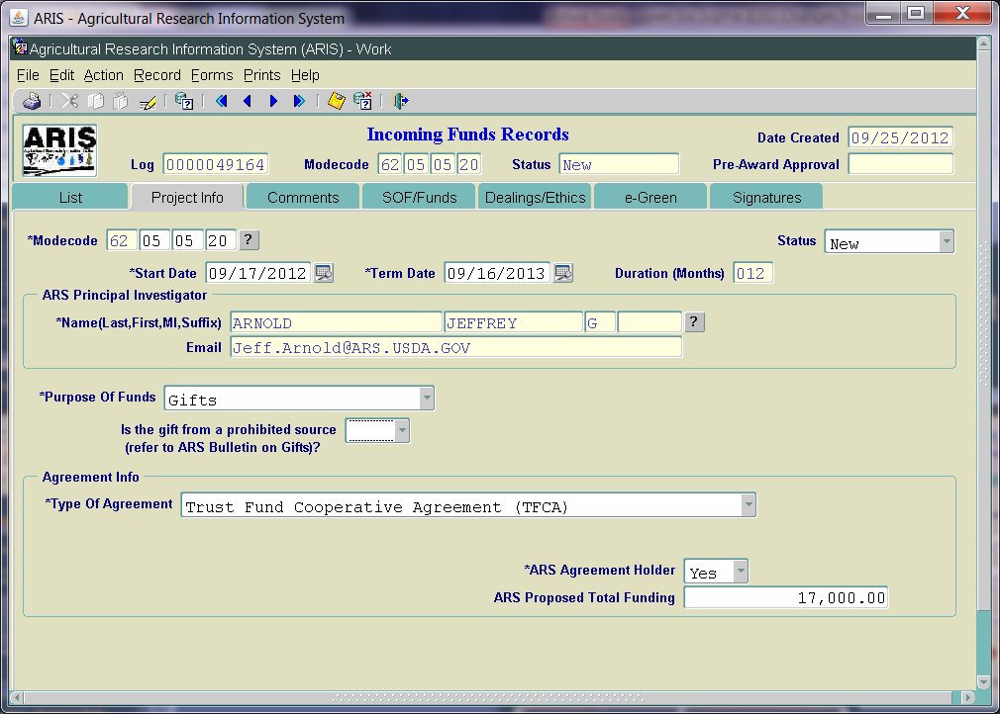 ARIS - Agricultural Research Information System
Agricultural Research Information System (ARIS) - Work
File Edit Action Record Forms Prints Help
ARIS
Incoming Funds Records
Date Created 09/25/2012
Log 0000049164 Modecode 62 05 05 20 Status New Pre-Award Approval
List Project Info Comments SOF/Funds Dealings/Ethics e-Green Signatures
*Modecode 62 05 05 20 ? Status New
*Start Date 09/17/2012 *Term Date 09/16/2013 Duration (Months) 012
ARS Principal Investigator
*Name(Last,First,MI,Suffix) ARNOLD JEFFREY G ?
Email Jeff.Arnold@ARS.USDA.GOV
*Purpose Of Funds Gifts
Is the gift from a prohibited source
(refer to ARS Bulletin on Gifts)?
Agreement Info
*Type Of Agreement Trust Fund Cooperative Agreement (TFCA)
*ARS Agreement Holder Yes
ARS Proposed Total Funding 17,000.00